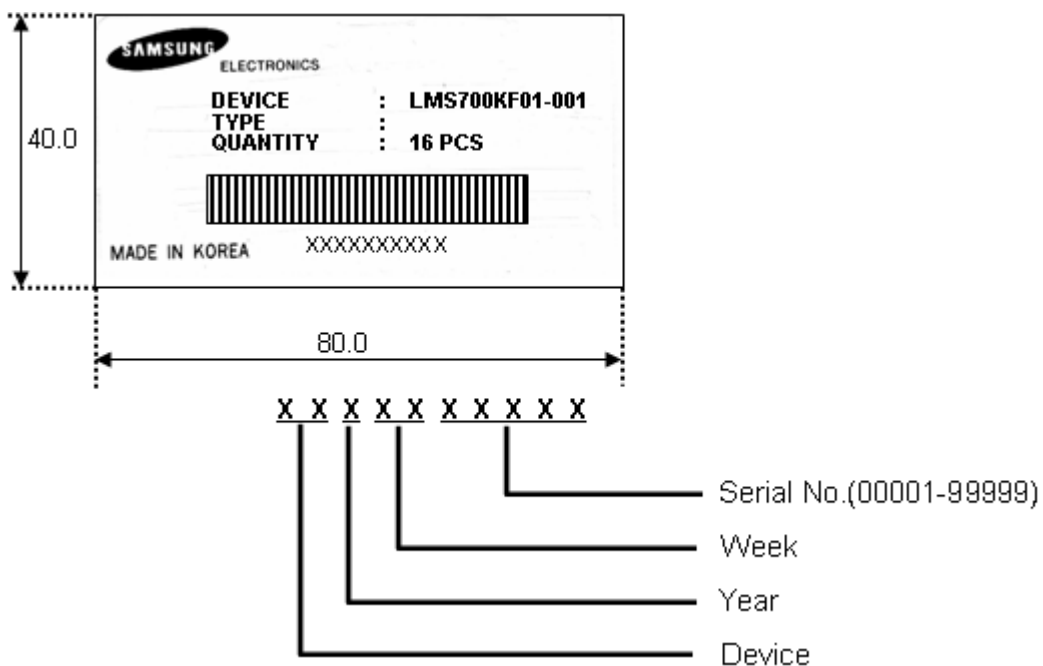 SAMSUNG
ELECTRONICS
DEVICE : LMS700KF01-001
TYPE :
QUANTITY : 16 PCS
40.0
MADE IN KOREA XXXXXXXXXX
80.0
X X X X X X X X X X
Serial No.(00001-99999)
Week
Year
Device